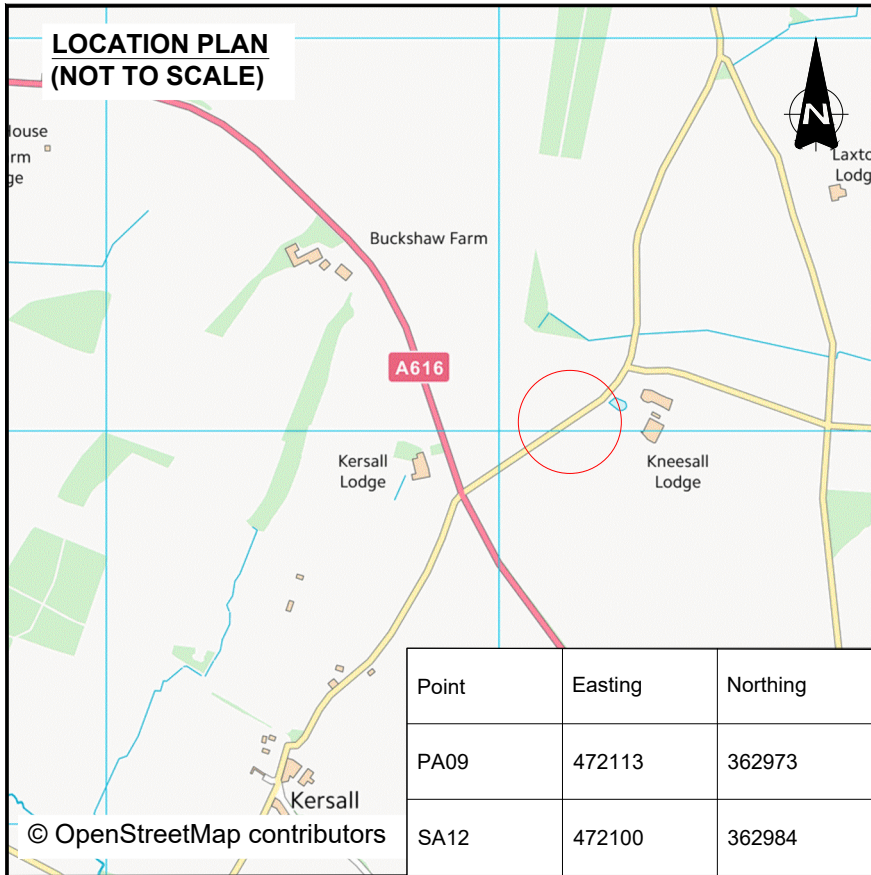 LOCATION PLAN
(NOT TO SCALE)
N
Buckshaw Farm
A616
Kersall
Lodge
Kneesall
Lodge
Point Easting Northing
PA09 472113 362973
SA12 472100 362984
Kersall
© OpenStreetMap contributors